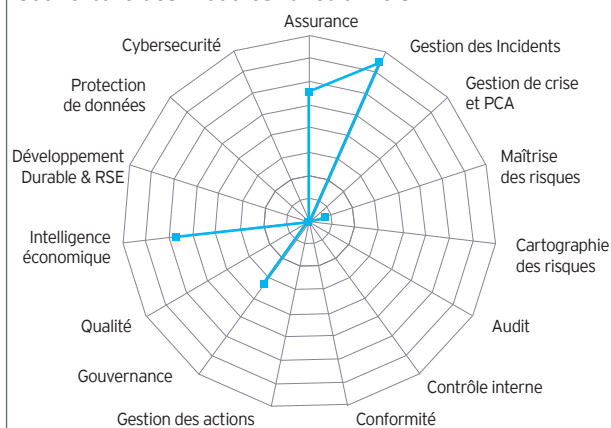 Assurance
Gestion des Incidents
Gestion de crise
et PCA
Maîtrise
des risques
Cartographie
des risques
Audit
Contrôle interne
Conformité
Gestion des actions
Gouvernance
Qualité
Intelligence
économique
Développement
Durable & RSE
Protection
de données
Cybersecurité